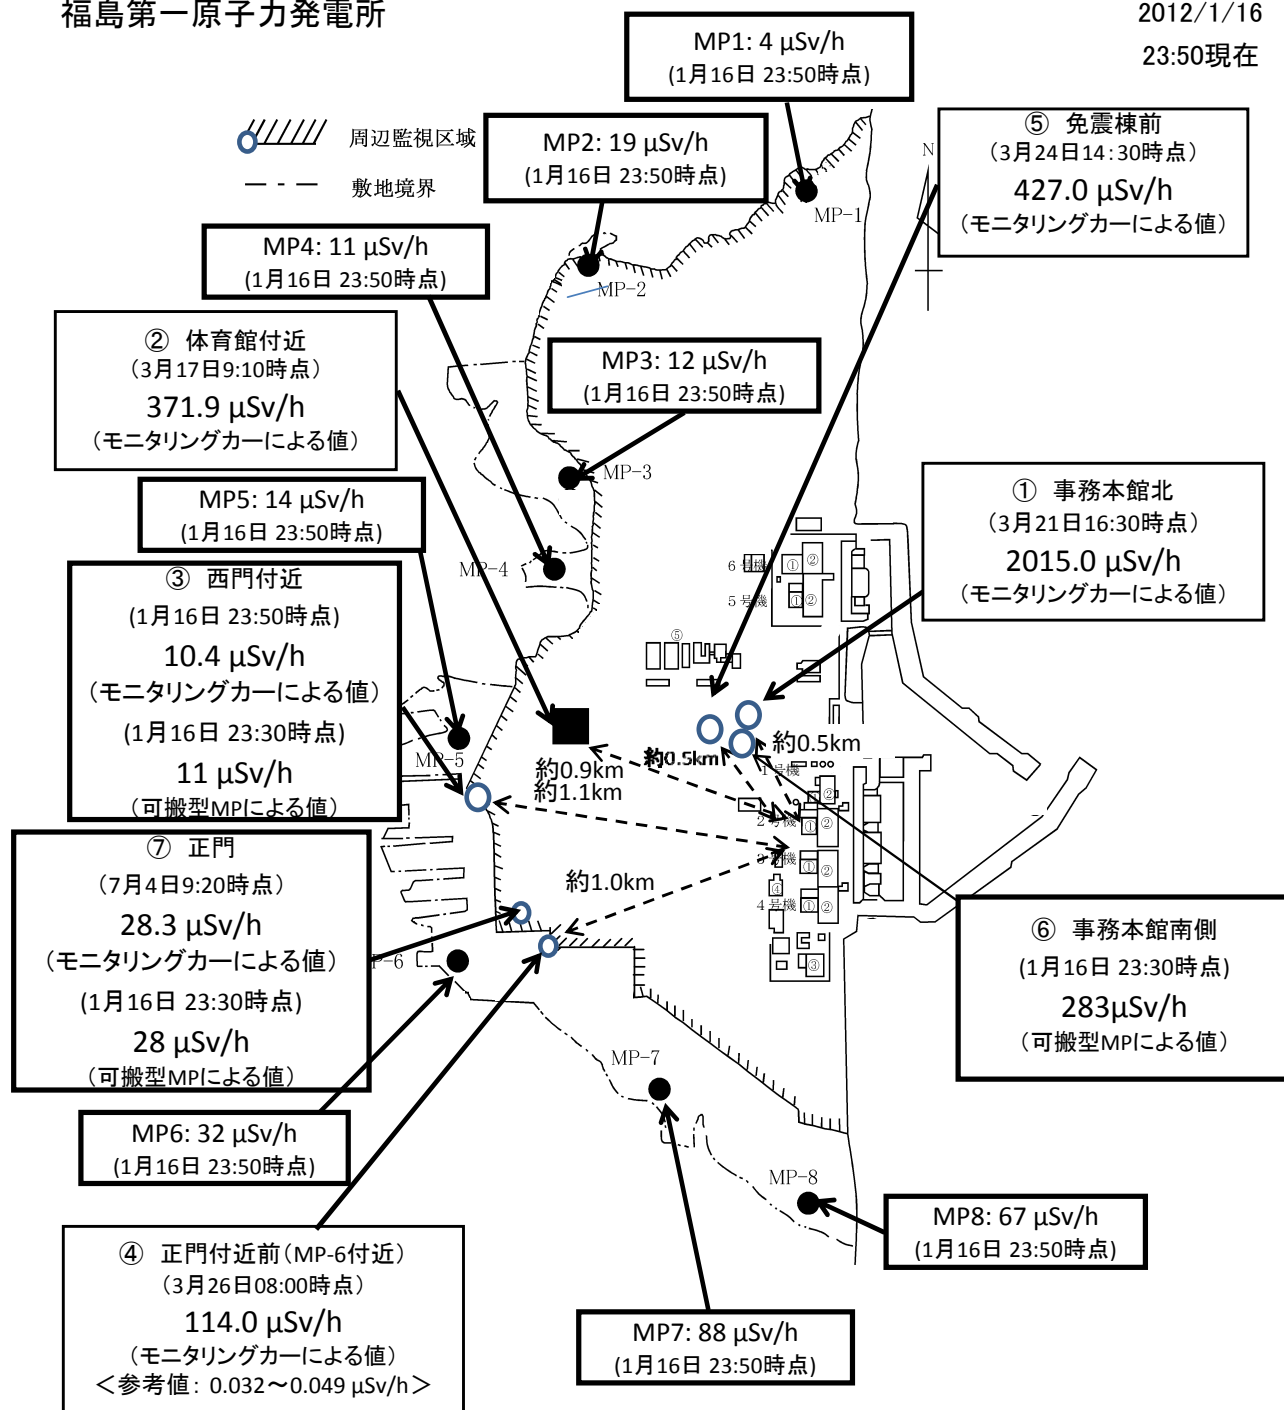 福島第一原子力発電所
2012/1/16
23:50現在
周辺監視区域
敷地境界
N
MP1: 4 μSv/h
(1月16日 23:50時点)
MP2: 19 μSv/h
(1月16日 23:50時点)
⑤ 免震棟前
(3月24日14:30時点)
427.0 μSv/h
(モニタリングカーによる値)
MP4: 11 μSv/h
(1月16日 23:50時点)
MP-1
MP-2
② 体育館付近
(3月17日9:10時点)
371.9 μSv/h
(モニタリングカーによる値)
MP3: 12 μSv/h
(1月16日 23:50時点)
MP-3
MP5: 14 μSv/h
(1月16日 23:50時点)
① 事務本館北
(3月21日16:30時点)
2015.0 μSv/h
(モニタリングカーによる値)
MP-4
6号機
① ②
5号機
① ②
⑤
③ 西門付近
(1月16日 23:50時点)
10.4 μSv/h
(モニタリングカーによる値)
(1月16日 23:30時点)
11 μSv/h
(可搬型MPによる値)
MP-5
約0.9km
約1.1km
約0.5km
約0.5km
1号機
① ②
2号機
① ②
3号機
① ②
④
4号機
① ②
③
約1.0km
⑦ 正門
(7月4日9:20時点)
28.3 μSv/h
(モニタリングカーによる値)
(1月16日 23:30時点)
28 μSv/h
(可搬型MPによる値)
P-6
⑥ 事務本館南側
(1月16日 23:30時点)
283μSv/h
(可搬型MPによる値)
MP-7
MP6: 32 μSv/h
(1月16日 23:50時点)
MP-8
MP8: 67 μSv/h
(1月16日 23:50時点)
④ 正門付近前(MP-6付近)
(3月26日08:00時点)
114.0 μSv/h
(モニタリングカーによる値)
<参考値: 0.032～0.049 μSv/h>
MP7: 88 μSv/h
(1月16日 23:50時点)